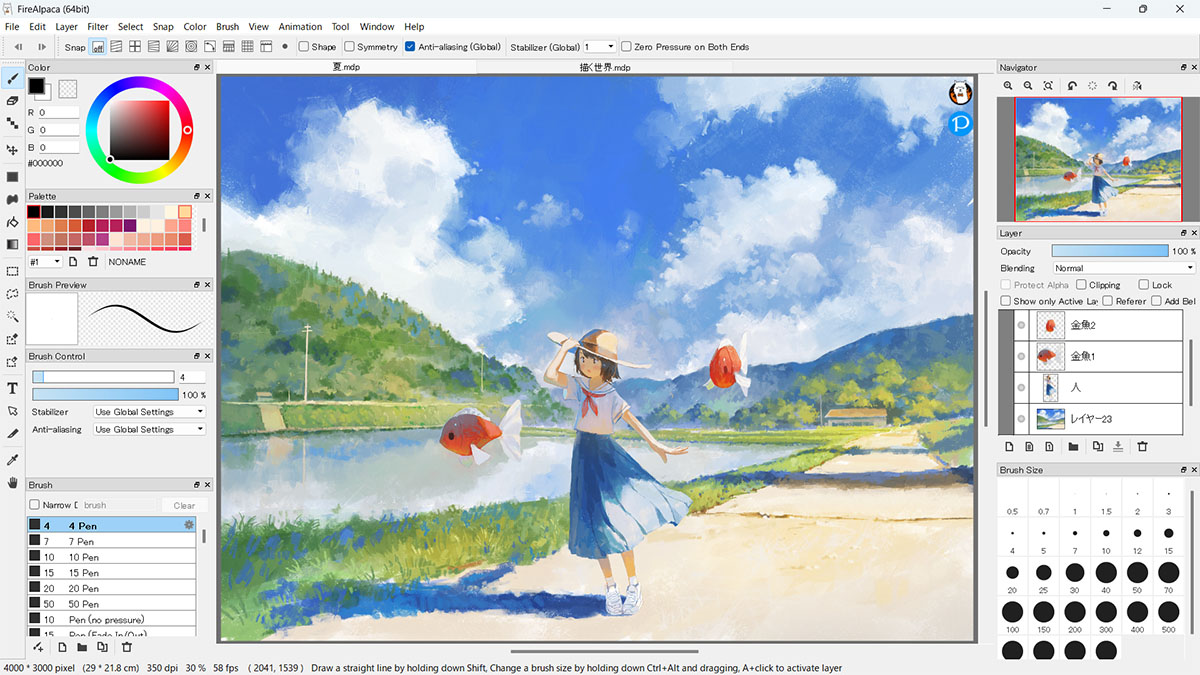 FireAlpaca (64bit)
File Edit Layer Filter Select Snap Color Brush View Animation Tool Window Help
Snap Shape Symmetry Anti-aliasing (Global) Stabilizer (Global) 1 Zero Pressure on Both Ends
Color
R 0
G 0
B 0
#000000
Palette
#1 NONAME
Brush Preview
Brush Control
4
100 %
Stabilizer Use Global Settings
Anti-aliasing Use Global Settings
Brush
Narrow D brush Clear
4 4 Pen
7 7 Pen
10 10 Pen
15 15 Pen
20 20 Pen
50 50 Pen
10 Pen (no pressure)
15 Pen (Fade In/Out)
夏.mdp 描く世界.mdp
P
Navigator
Layer
Opacity 100 %
Blending Normal
Protect Alpha Clipping Lock
Show only Active La Referer Add Bel
金魚2
金魚1
人
レイヤー23
Brush Size
0.5 0.7 1 1.5 2 3
4 5 7 10 12 15
20 25 30 40 50 70
100 150 200 300 400 500
4000 * 3000 pixel (29 * 21.8 cm) 350 dpi 30 % 58 fps ( 2041, 1539 ) Draw a straight line by holding down Shift, Change a brush size by holding down Ctrl+Alt and dragging, A+click to activate layer